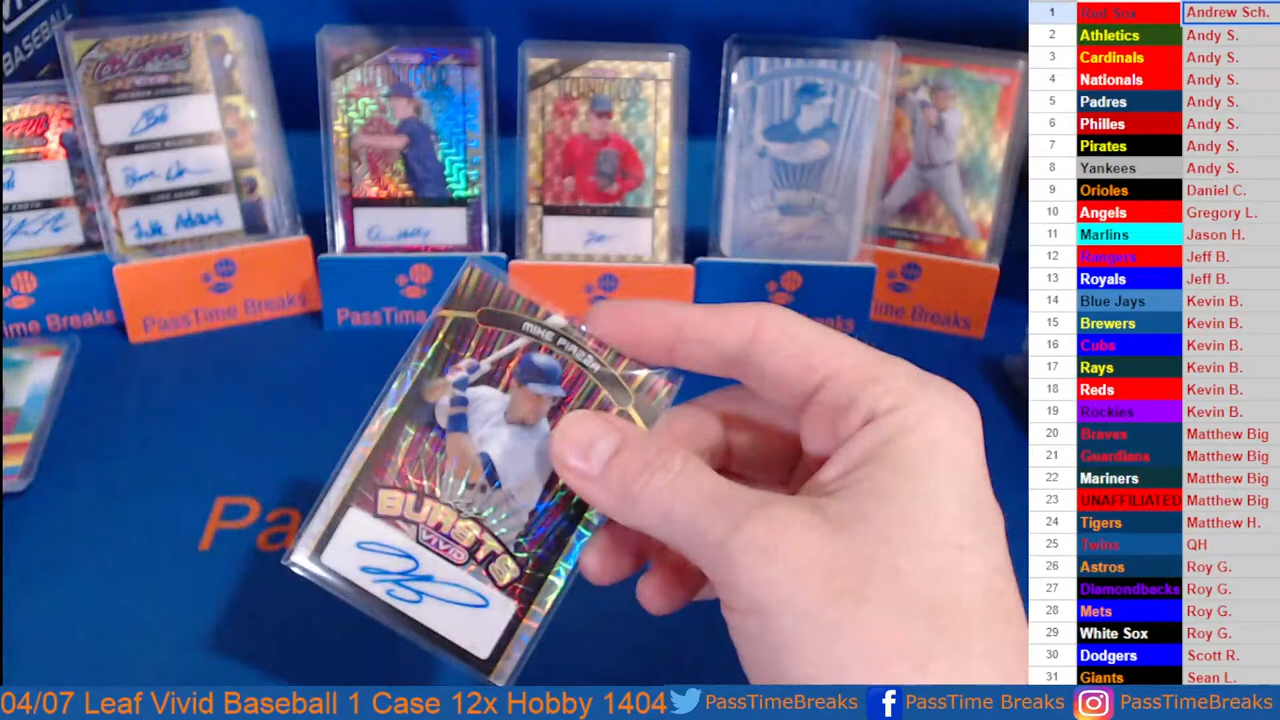 BASEBALL
PassTime Breaks
PassTime Breaks
MIKE PIAZZA
BURSTS
VIVID
1 Red Sox Andrew Sch.
2 Athletics Andy S.
3 Cardinals Andy S.
4 Nationals Andy S.
5 Padres Andy S.
6 Philles Andy S.
7 Pirates Andy S.
8 Yankees Andy S.
9 Orioles Daniel C.
10 Angels Gregory L.
11 Marlins Jason H.
12 Rangers Jeff B.
13 Royals Jeff B.
14 Blue Jays Kevin B.
15 Brewers Kevin B.
16 Cubs Kevin B.
17 Rays Kevin B.
18 Reds Kevin B.
19 Rockies Kevin B.
20 Braves Matthew Big
21 Guardians Matthew Big
22 Mariners Matthew Big
23 UNAFFILIATED Matthew Big
24 Tigers Matthew H.
25 Twins QH
26 Astros Roy G.
27 Diamondbacks Roy G.
28 Mets Roy G.
29 White Sox Roy G.
30 Dodgers Scott R.
31 Giants Sean L.
04/07 Leaf Vivid Baseball 1 Case 12x Hobby 1404 PassTimeBreaks PassTime Breaks PassTimeBreaks